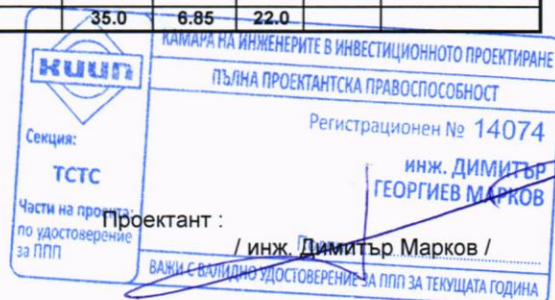 35.0 6.85 22.0
КАМАРА НА ИНЖЕНЕРИТЕ В ИНВЕСТИЦИОННОТО ПРОЕКТИРАНЕ
КИИП
ПЪЛНА ПРОЕКТАНТСКА ПРАВОСПОСОБНОСТ
Регистрационен № 14074
Секция:
ТСТС
инж. ДИМИТЪР
ГЕОРГИЕВ МАРКОВ
Части на проекта:
по удостоверение
за ППП
Проектант :
/ инж. Димитър Марков /
ВАЖИ С ВАЛИДНО УДОСТОВЕРЕНИЕ ЗА ППП ЗА ТЕКУЩАТА ГОДИНА